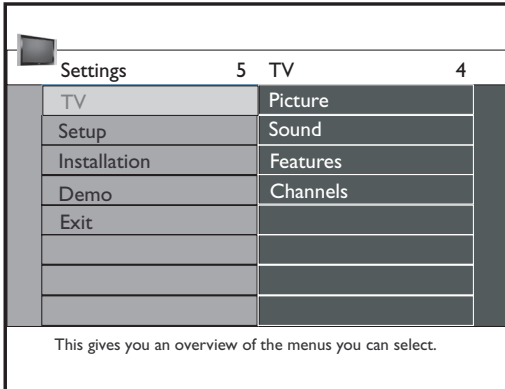 Settings 5 TV 4
TV Picture
Setup Sound
Installation Features
Demo Channels
Exit
This gives you an overview of the menus you can select.